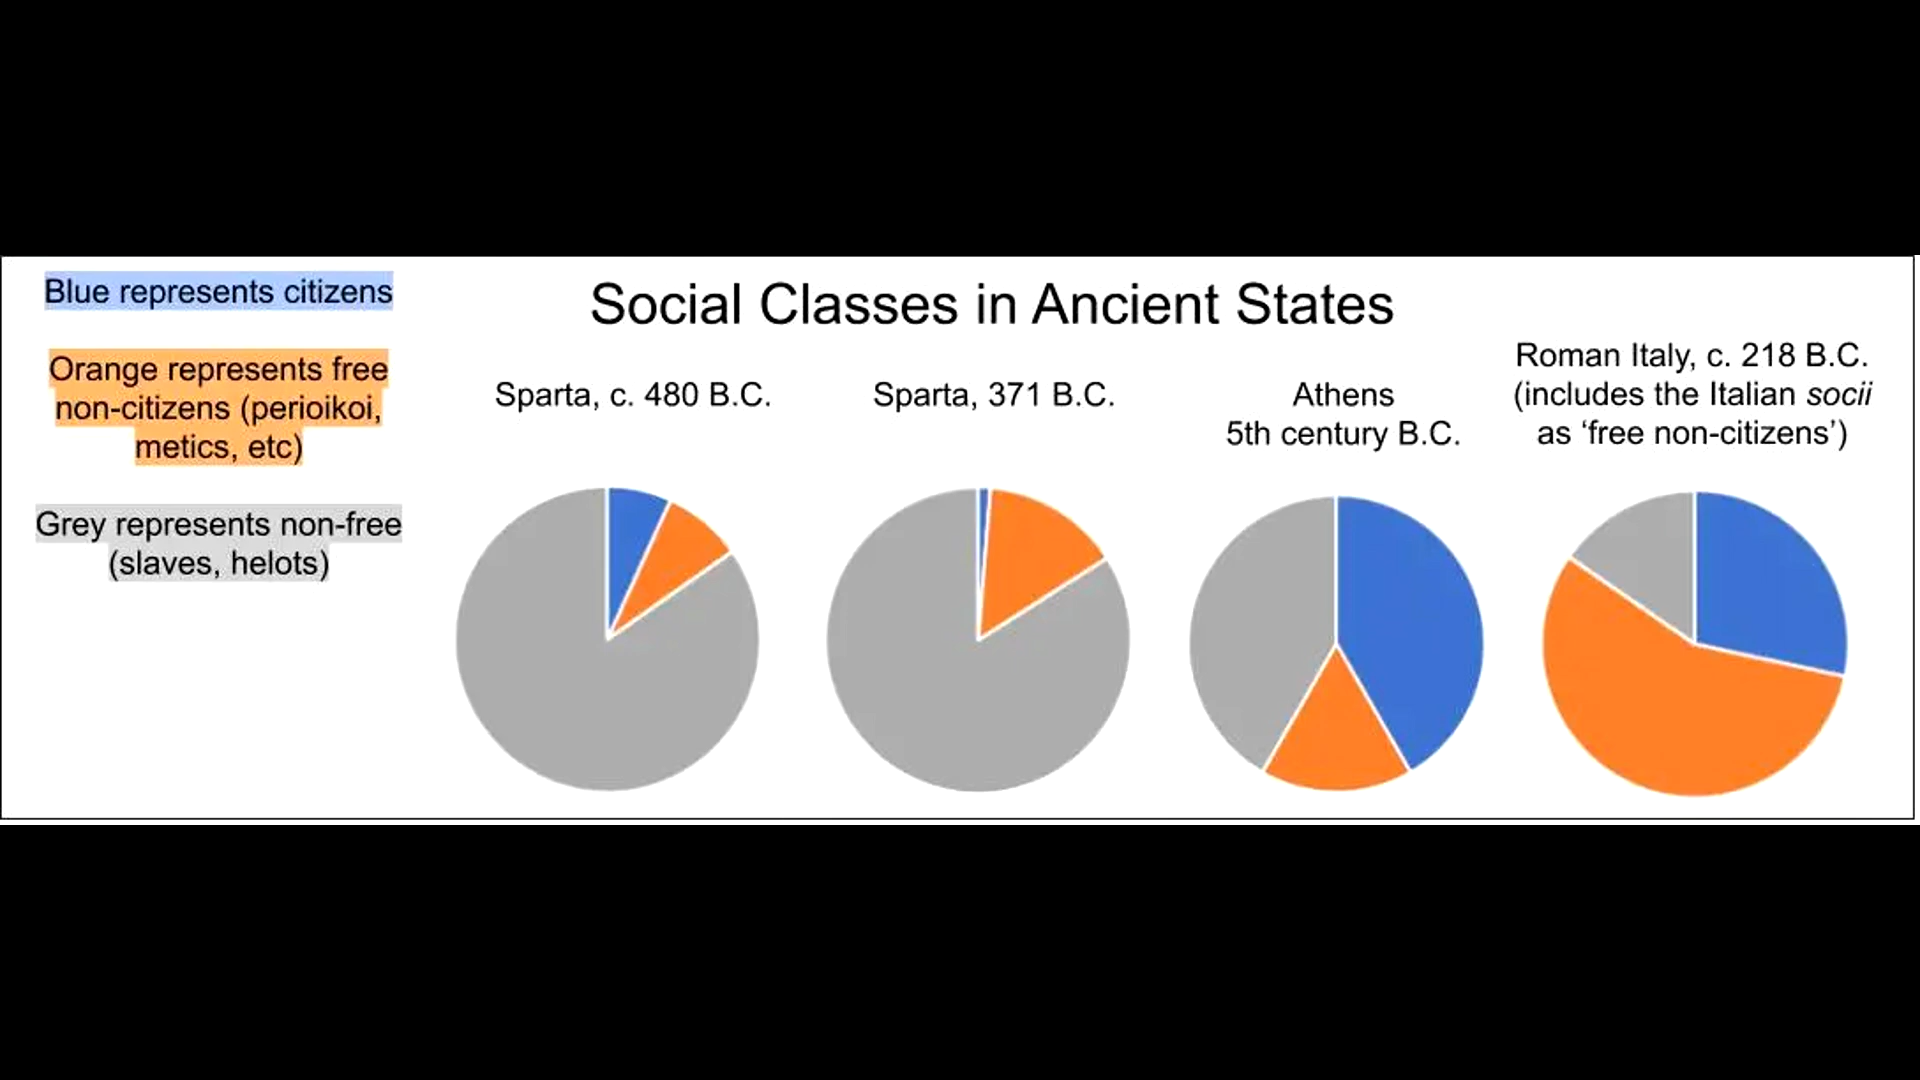 Blue represents citizens
Orange represents free
non-citizens (perioikoi,
metics, etc)
Grey represents non-free
(slaves, helots)
Social Classes in Ancient States
Sparta, c. 480 B.C.
Sparta, 371 B.C.
Athens
5th century B.C.
Roman Italy, c. 218 B.C.
(includes the Italian socii
as ‘free non-citizens’)